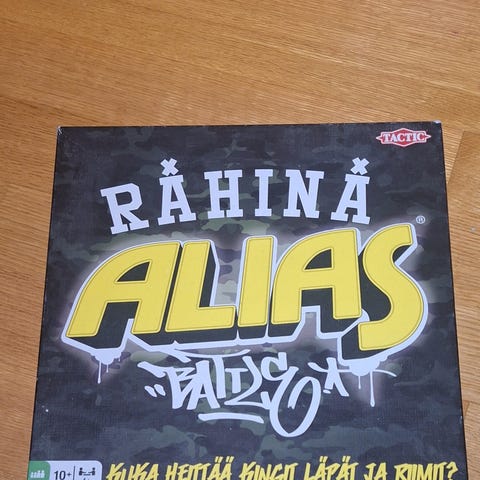 TACTIC
RÄHINÄ
ALIAS®
BATTLE
10+
KUKA HEITTÄÄ KINGIT LÄPÄT JA RIIMIT?